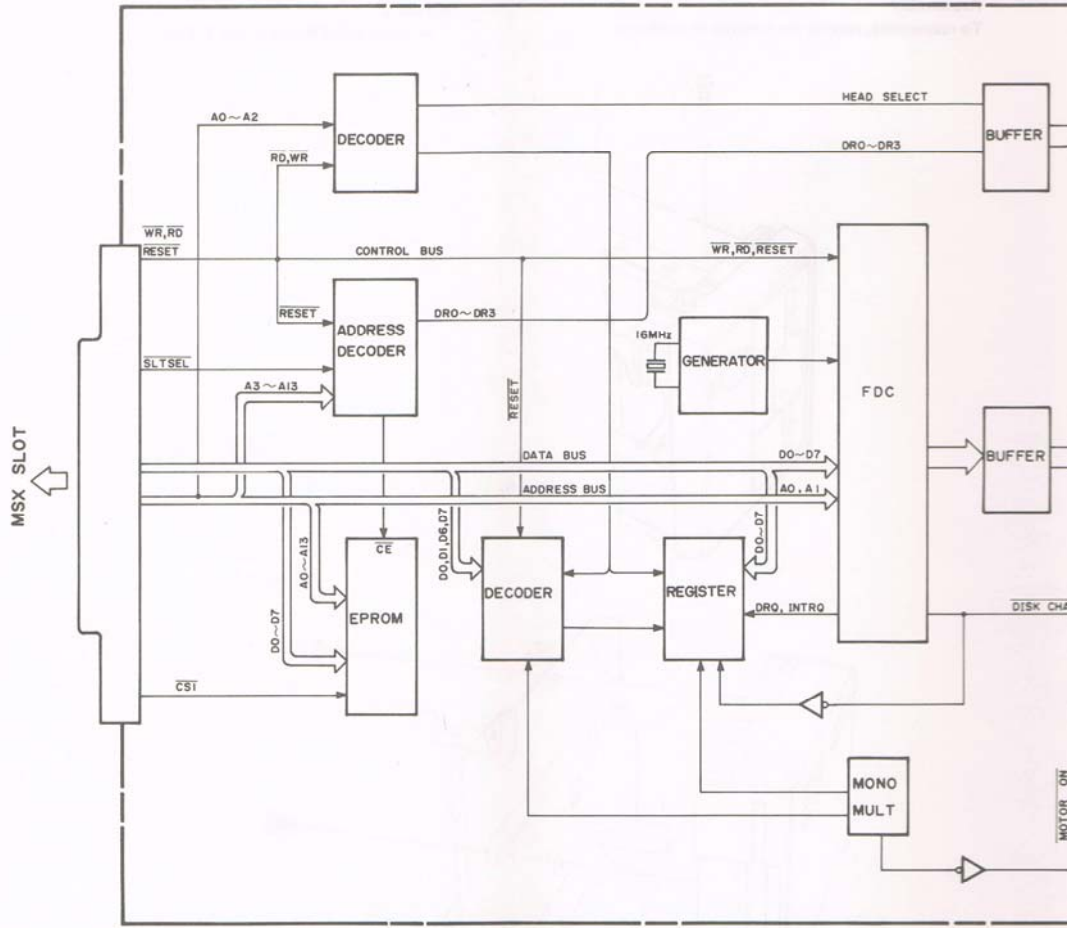 HEAD SELECT
A0~A2
DECODER
BUFFER
RD,WR
DR0~DR3
WR,RD
RESET
CONTROL BUS
WR,RD,RESET
RESET
ADDRESS
DECODER
DR0~DR3
16MHz
GENERATOR
SLTSEL
A3~A13
RESET
FDC
MSX SLOT
DATA BUS
D0~D7
BUFFER
ADDRESS BUS
A0,A1
D0~D7
A0~A13
CE
D0,D1,D6,D7
D0~D7
EPROM
DECODER
REGISTER
DRQ, INTRQ
DISK CHA
CS1
MONO
MULT
MOTOR ON